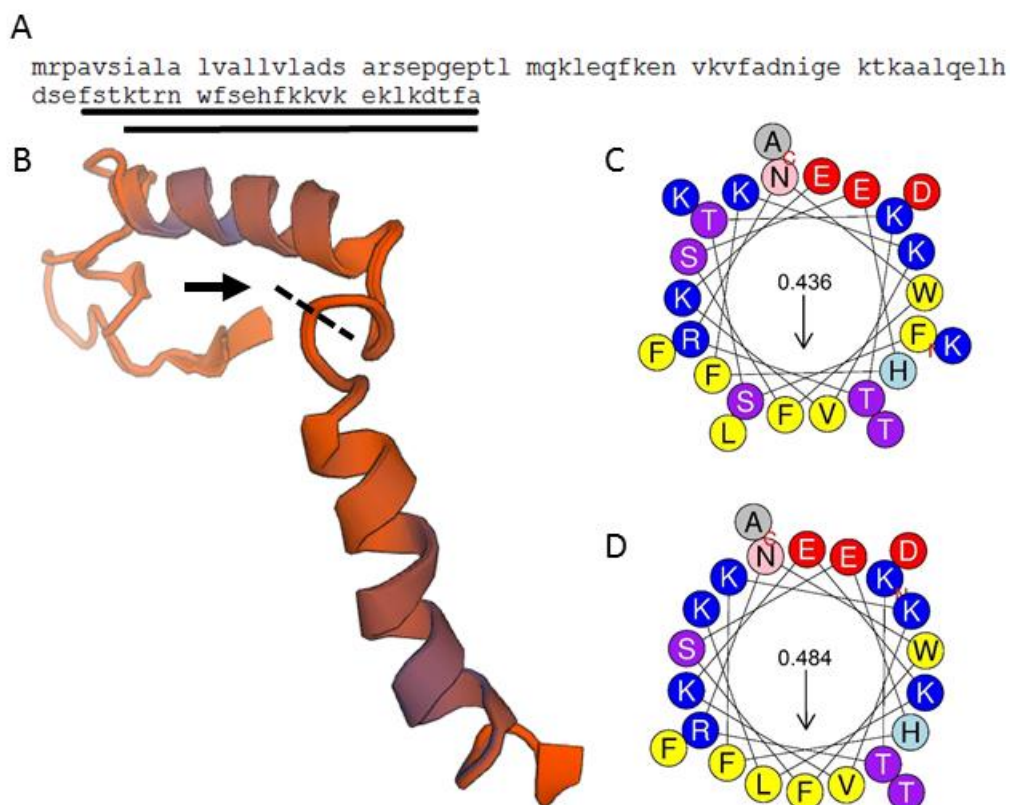 A
mrpavsiala lvallvlads arsepgeptl mqkleqfken vkvfadnige ktkaalqelh
dsefstktrn wfsehfkkvk eklkdtfa
B
C
A
C
N E E D
K K K
T
S K
K W
0.436
F K
F R
F H
S T
L F V T
D
A
N E E D
K K
K K
S W
0.484
K K
R H
F F T
L F V T